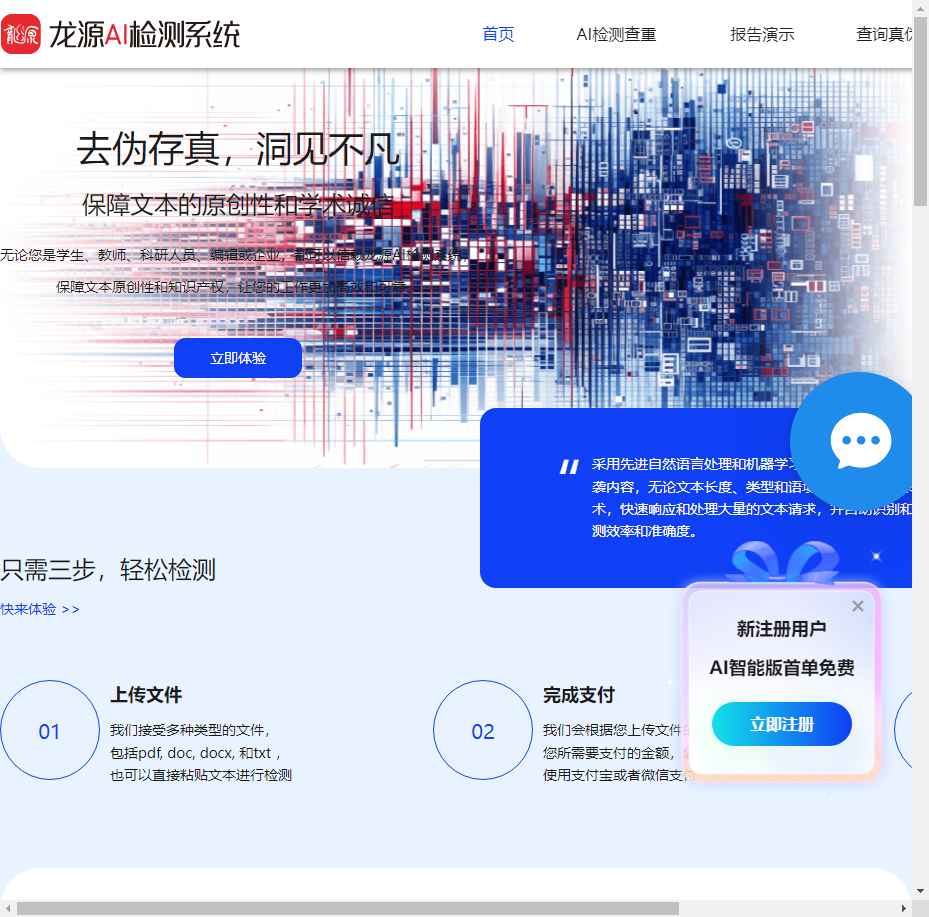 龙源 龙源AI检测系统
首页 AI检测查重 报告演示 查询真伪
去伪存真，洞见不凡
保障文本的原创性和学术诚信
无论您是学生、教师、科研人员、编辑或企业，都可以信赖龙源AI检测系统，
保障文本原创性和知识产权，让您的工作更加高效和可靠。
立即体验
采用先进自然语言处理和机器学习
袭内容，无论文本长度、类型和语
术，快速响应和处理大量的文本请求，并自动识别和
测效率和准确度。
只需三步，轻松检测
快来体验 >>
01
上传文件
我们接受多种类型的文件，
包括pdf, doc, docx, 和txt ，
也可以直接粘贴文本进行检测
02
完成支付
我们会根据您上传文件
您所需要支付的金额，
使用支付宝或者微信支付
新注册用户
AI智能版首单免费
立即注册